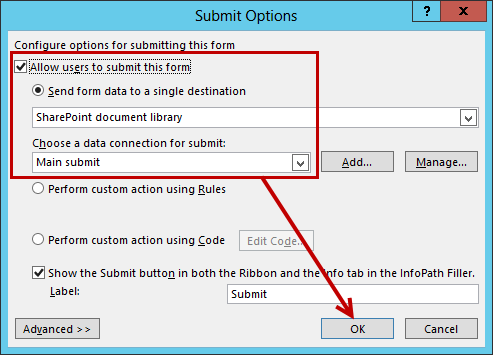 Submit Options
? x
Configure options for submitting this form
Allow users to submit this form
Send form data to a single destination
SharePoint document library
Choose a data connection for submit:
Main submit
Add...
Manage...
Perform custom action using Rules
Perform custom action using Code
Edit Code...
Show the Submit button in both the Ribbon and the Info tab in the InfoPath Filler.
Label:
Submit
Advanced >>
OK
Cancel